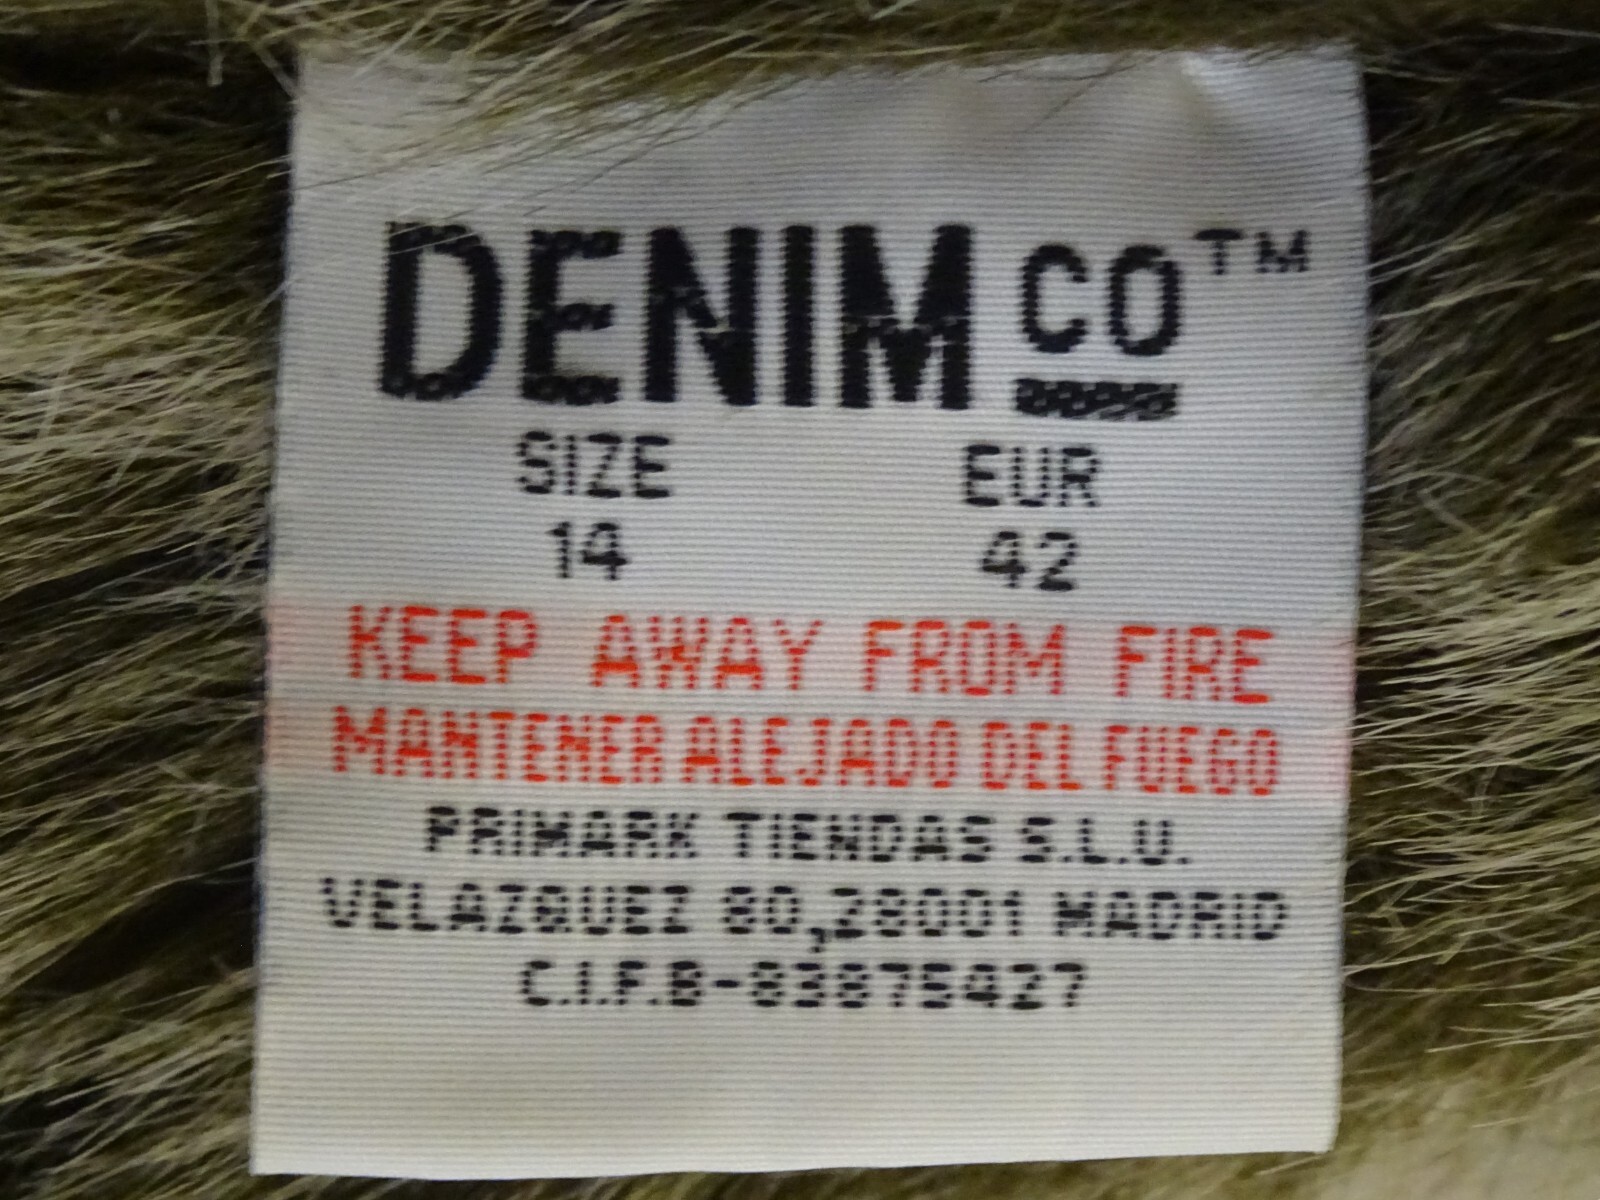 DENIM CO™
SIZE EUR
14 42
KEEP AWAY FROM FIRE
MANTENER ALEJADO DEL FUEGO
PRIMARK TIENDAS S.L.U.
VELAZQUEZ 80,28001 MADRID
C.I.F.B-83875427